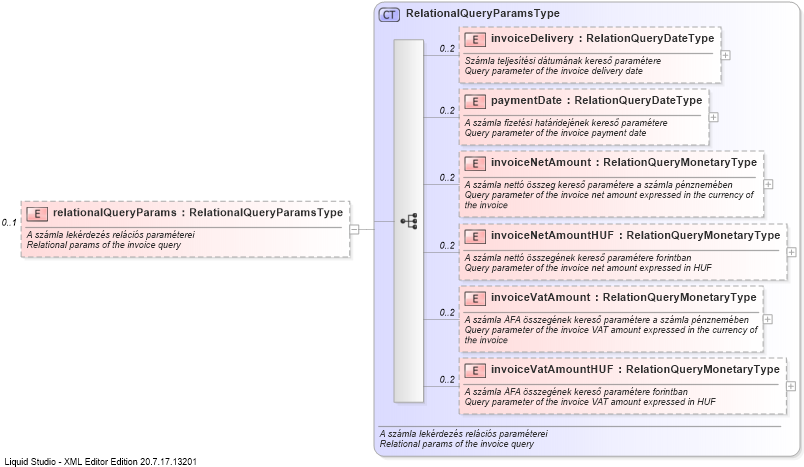 CT RelationalQueryParamsType
0..2
E invoiceDelivery : RelationQueryDateType
Számla teljesítési dátumának kereső paramétere
Query parameter of the invoice delivery date
0..2
E paymentDate : RelationQueryDateType
A számla fizetési határidejének kereső paramétere
Query parameter of the invoice payment date
0..2
E invoiceNetAmount : RelationQueryMonetaryType
A számla nettó összeg kereső paramétere a számla pénznemében
Query parameter of the invoice net amount expressed in the currency of
the invoice
0..1
E relationalQueryParams : RelationalQueryParamsType
A számla lekérdezés relációs paraméterei
Relational params of the invoice query
0..2
E invoiceNetAmountHUF : RelationQueryMonetaryType
A számla nettó összegének kereső paramétere forintban
Query parameter of the invoice net amount expressed in HUF
0..2
E invoiceVatAmount : RelationQueryMonetaryType
A számla ÁFA összegének kereső paramétere a számla pénznemében
Query parameter of the invoice VAT amount expressed in the currency of
the invoice
0..2
E invoiceVatAmountHUF : RelationQueryMonetaryType
A számla ÁFA összegének kereső paramétere forintban
Query parameter of the invoice VAT amount expressed in HUF
A számla lekérdezés relációs paraméterei
Relational params of the invoice query
Liquid Studio - XML Editor Edition 20.7.17.13201